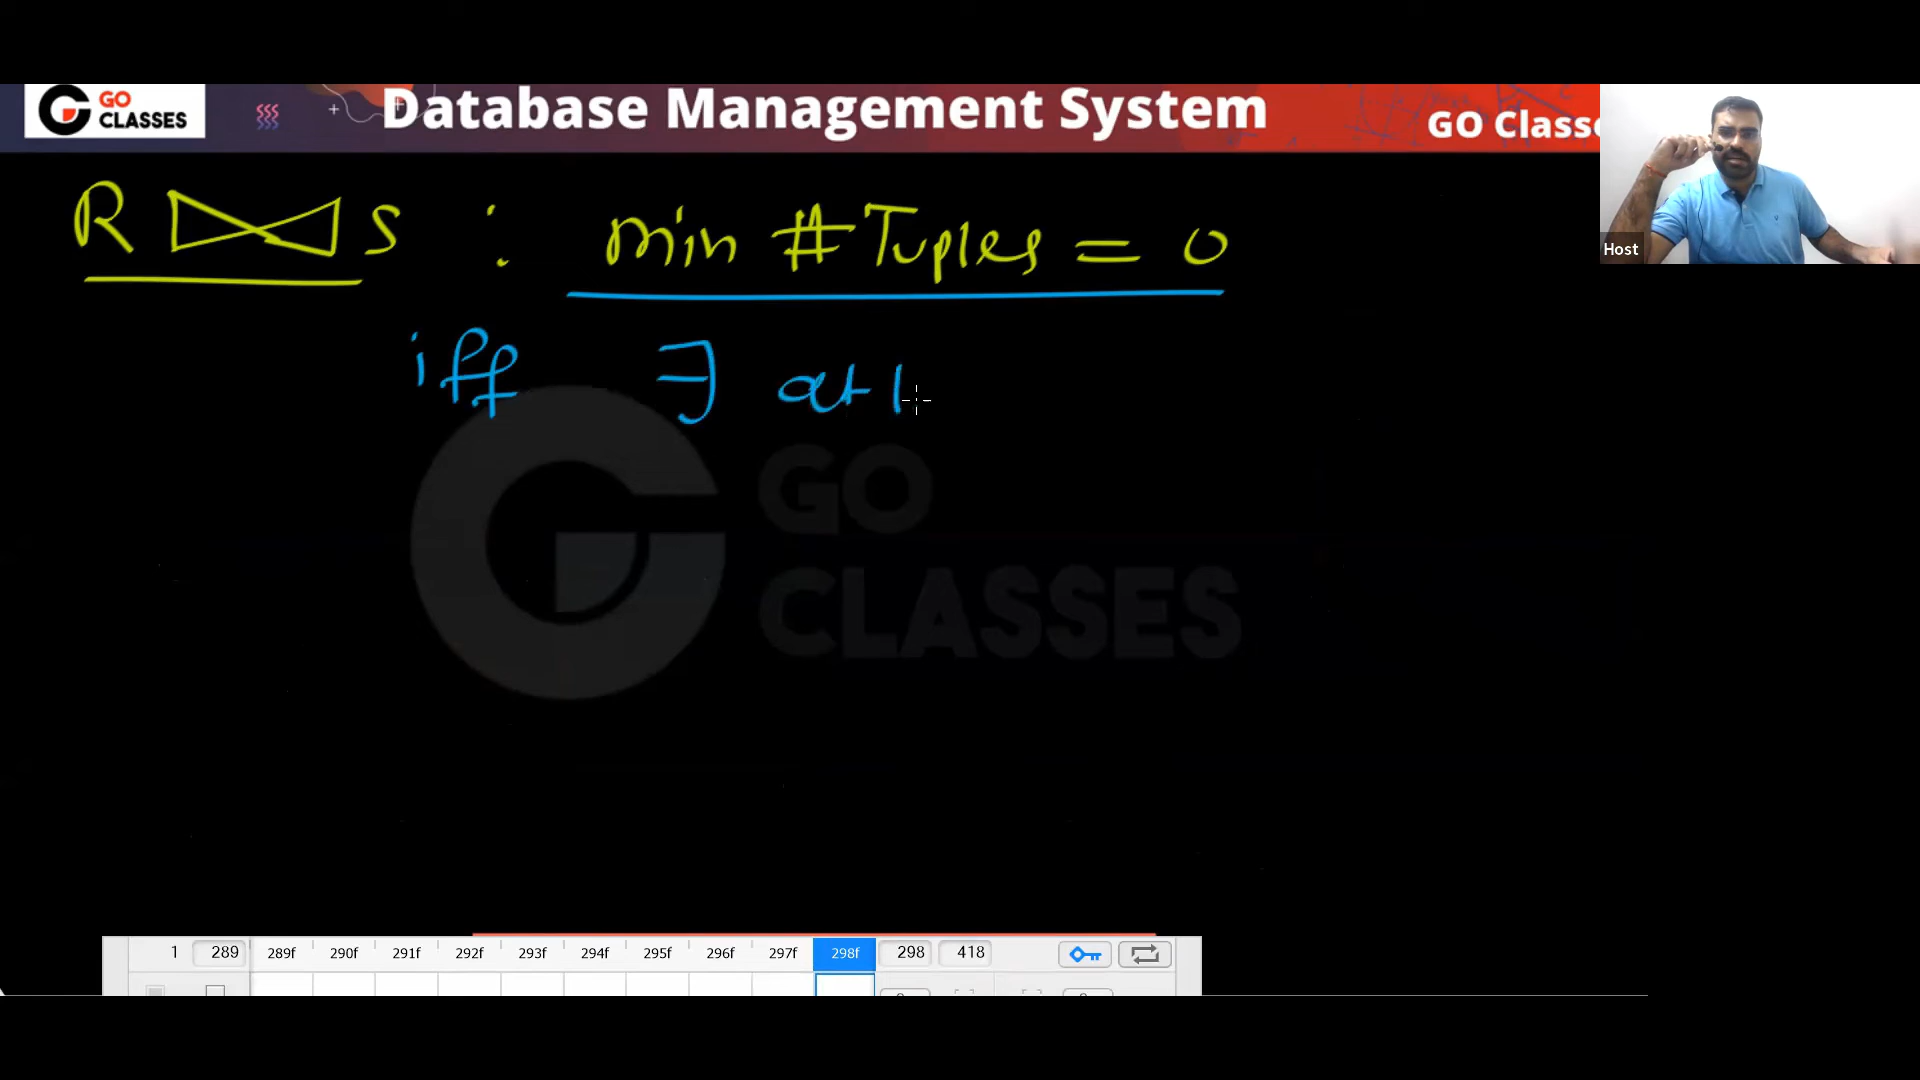 GO
CLASSES
Database Management System
GO Classe
Host
R ⋈ S : min # Tuples = 0
iff ∃ att
GO
CLASSES
1 289 289f 290f 291f 292f 293f 294f 295f 296f 297f 298f 298 418